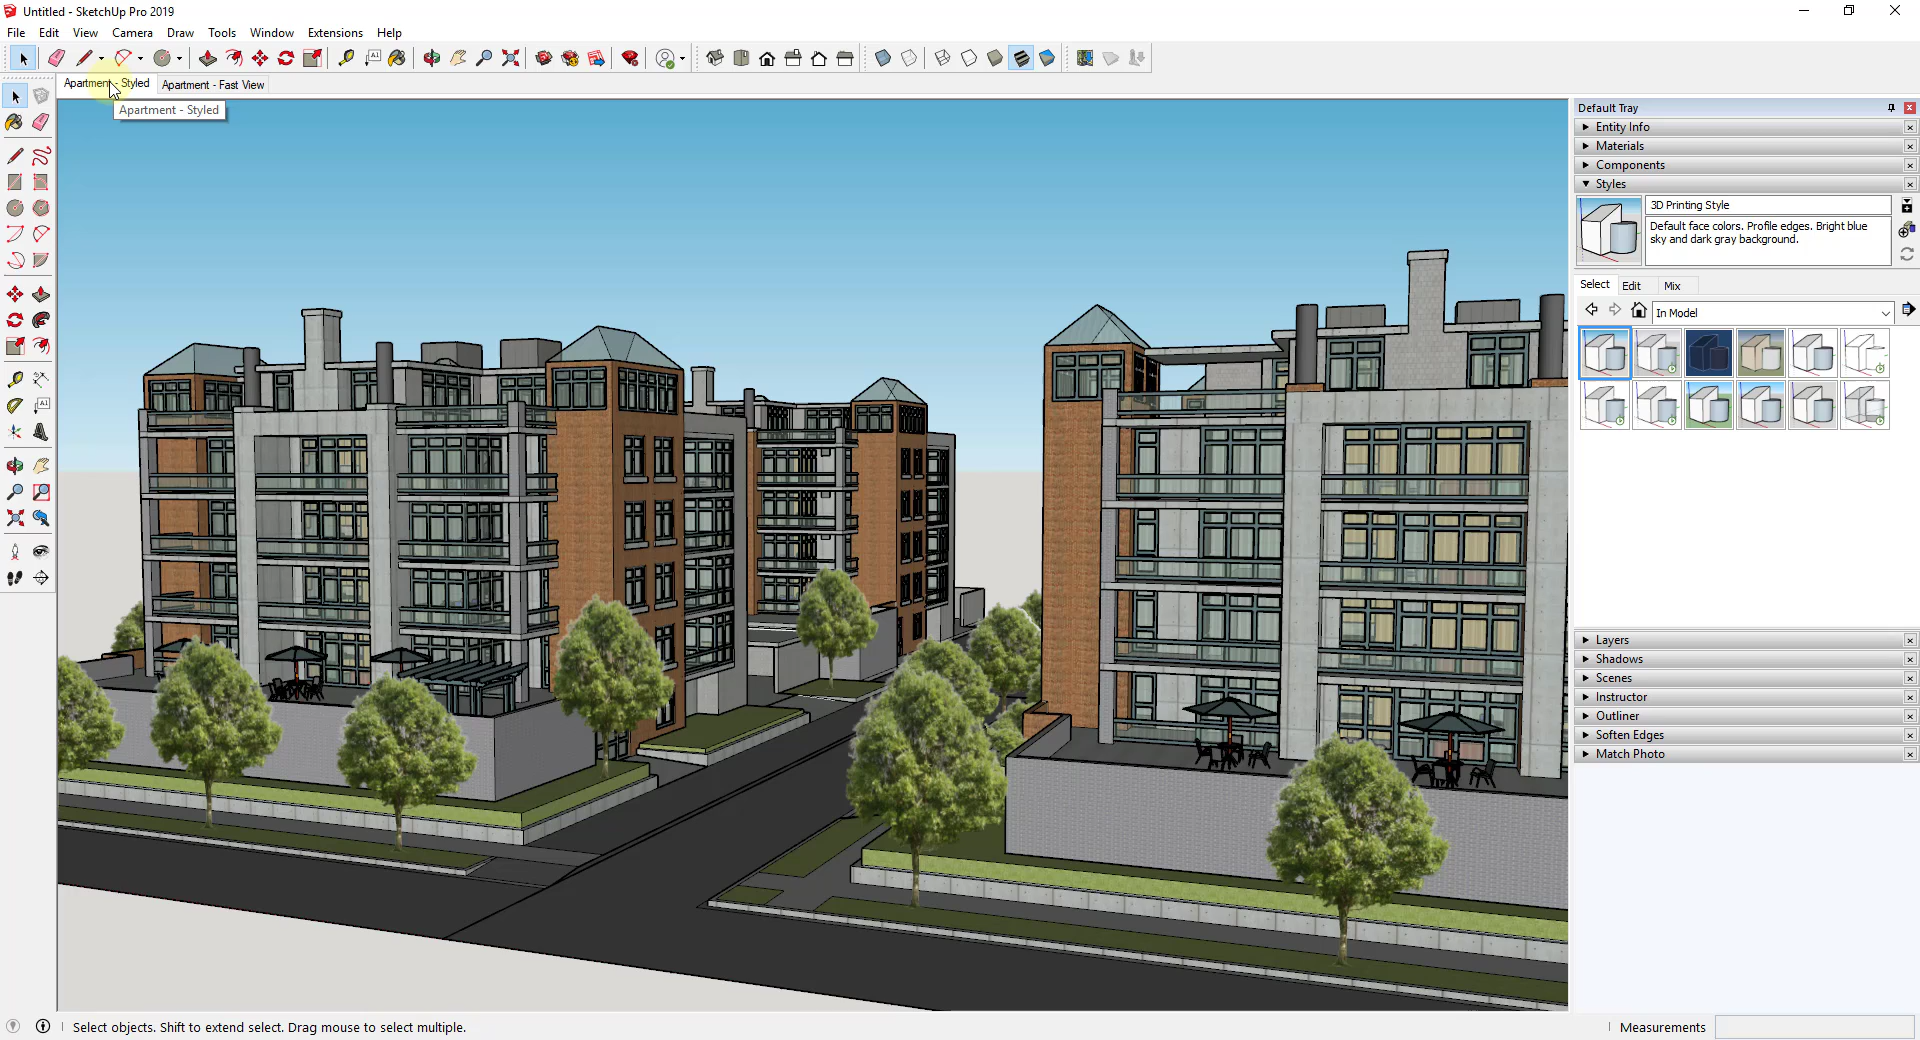 Untitled - SketchUp Pro 2019
File Edit View Camera Draw Tools Window Extensions Help
Apartment - Styled Apartment - Fast View
Apartment - Styled
Default Tray
Entity Info
Materials
Components
Styles
3D Printing Style
Default face colors. Profile edges. Bright blue
sky and dark gray background.
Select Edit Mix
In Model
Layers
Shadows
Scenes
Instructor
Outliner
Soften Edges
Match Photo
Select objects. Shift to extend select. Drag mouse to select multiple.
Measurements